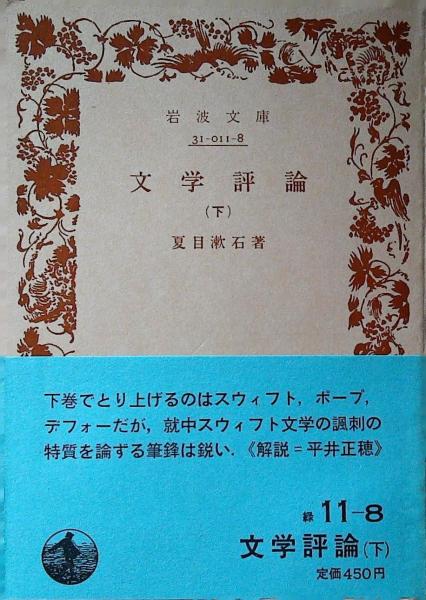 岩波文庫
31-011-8
文学評論
(下)
夏目漱石著
下巻でとり上げるのはスウィフト，ポープ，
デフォーだが，就中スウィフト文学の諷刺の
特質を論ずる筆鋒は鋭い．《解説＝平井正穂》
緑 11-8
文学評論(下)
定価450円